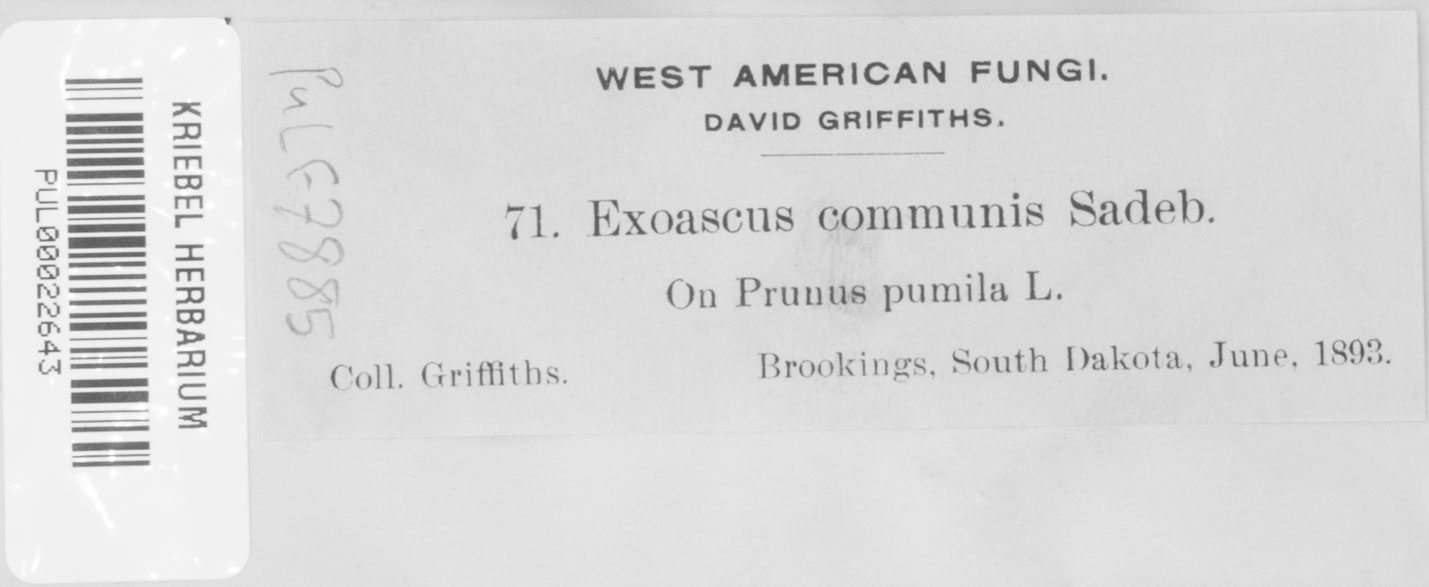 KRIEBEL HERBARIUM
PUL00022643
PUL F7885
WEST AMERICAN FUNGI.
DAVID GRIFFITHS.
71. Exoascus communis Sadeb.
On Prunus pumila L.
Coll. Griffiths.
Brookings, South Dakota, June, 1893.